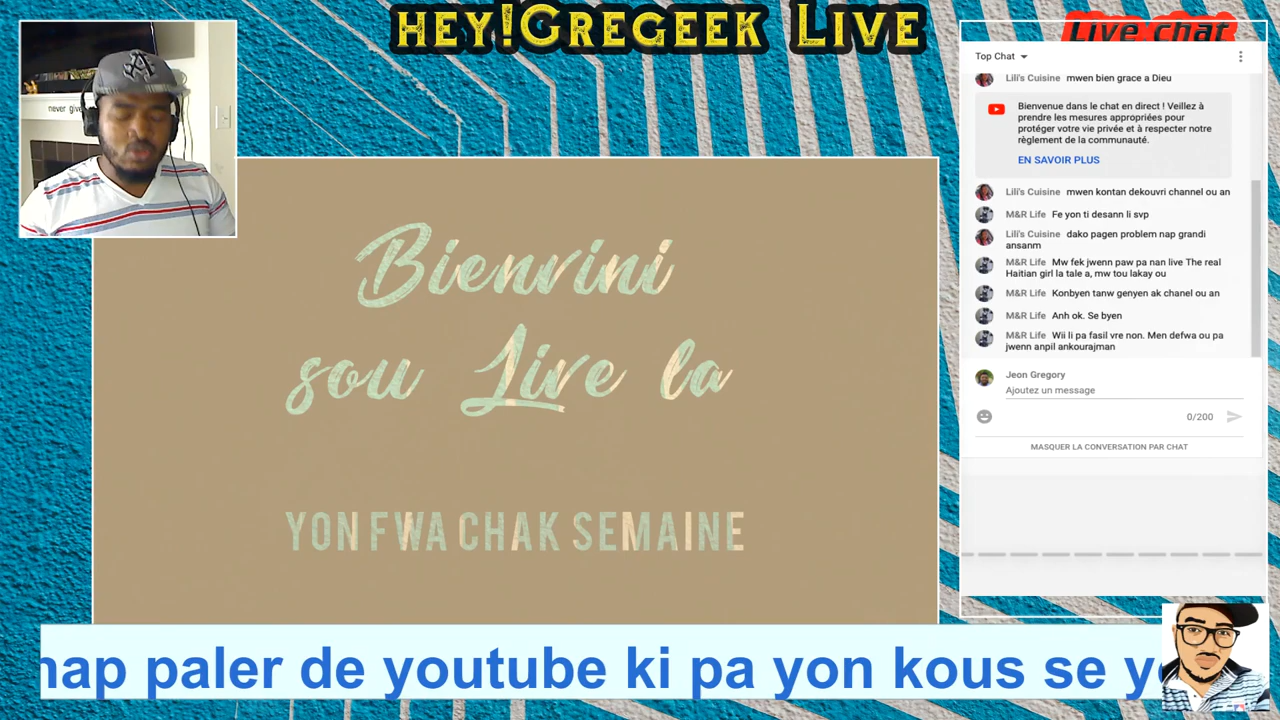 HEY!GREGEEK LIVE
Live chat
Top Chat
never give
Lili's Cuisine mwen bien grace a Dieu
Bienvenue dans le chat en direct ! Veillez à
prendre les mesures appropriées pour
protéger votre vie privée et à respecter notre
règlement de la communauté.
EN SAVOIR PLUS
Lili's Cuisine mwen kontan dekouvri channel ou an
M&R Life Fe yon ti desann li svp
Lili's Cuisine dako pagen problem nap grandi
ansanm
M&R Life Mw fek jwenn paw pa nan live The real
Haitian girl la tale a, mw tou lakay ou
M&R Life Konbyen tanw genyen ak chanel ou an
M&R Life Anh ok. Se byen
M&R Life Wii li pa fasil vre non. Men defwa ou pa
jwenn anpil ankourajman
Jeon Gregory
Ajoutez un message
0/200
MASQUER LA CONVERSATION PAR CHAT
Bienvini
sou Live la
YON FWA CHAK SEMAINE
nap paler de youtube ki pa yon kous se